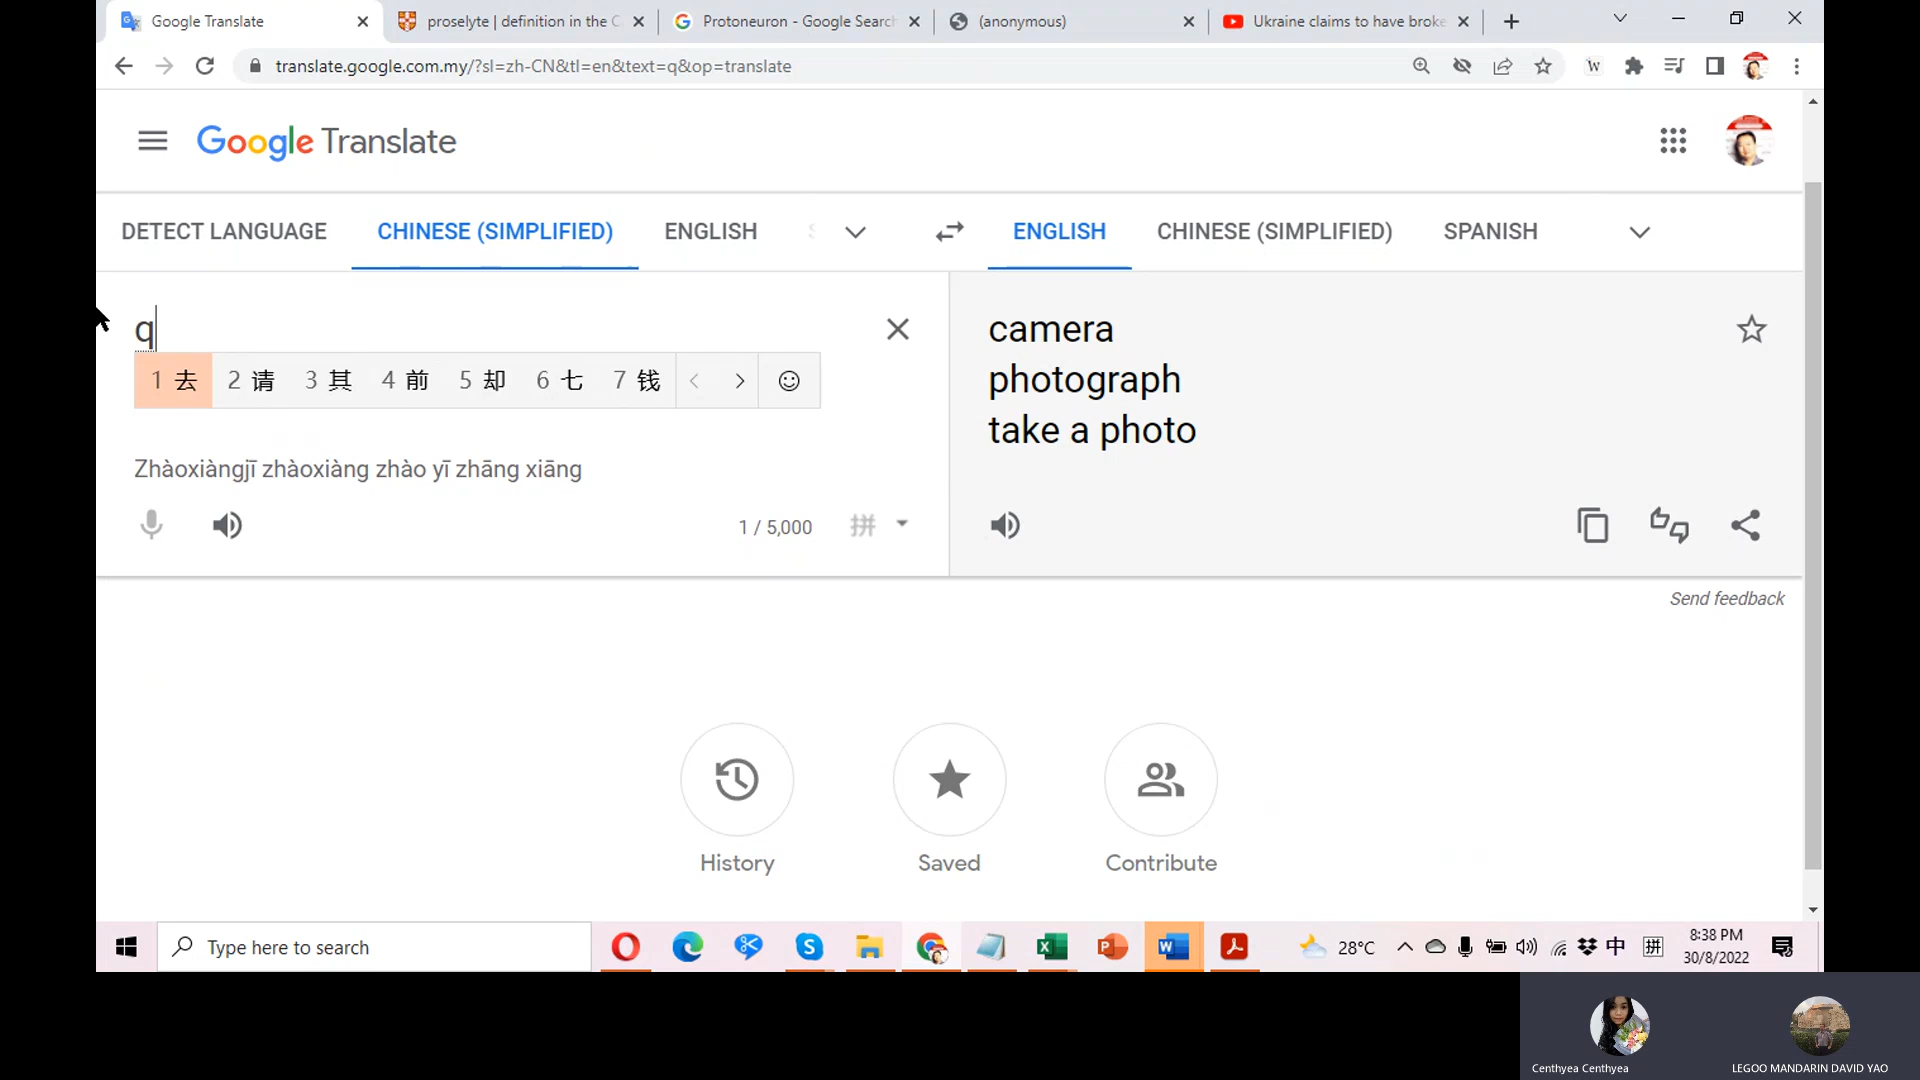 Google Translate
proselyte | definition in the C
Protoneuron - Google Search
(anonymous)
Ukraine claims to have broke
translate.google.com.my/?sl=zh-CN&tl=en&text=q&op=translate
W
Google Translate
DETECT LANGUAGE
CHINESE (SIMPLIFIED)
ENGLISH
S
ENGLISH
CHINESE (SIMPLIFIED)
SPANISH
q
1 去 2 请 3 其 4 前 5 却 6 七 7 钱
Zhàoxiàngjī zhàoxiàng zhào yī zhāng xiāng
1 / 5,000
拼
camera
photograph
take a photo
Send feedback
History
Saved
Contribute
Type here to search
28°C
中
拼
8:38 PM
30/8/2022
Centhyea Centhyea
LEGOO MANDARIN DAVID YAO